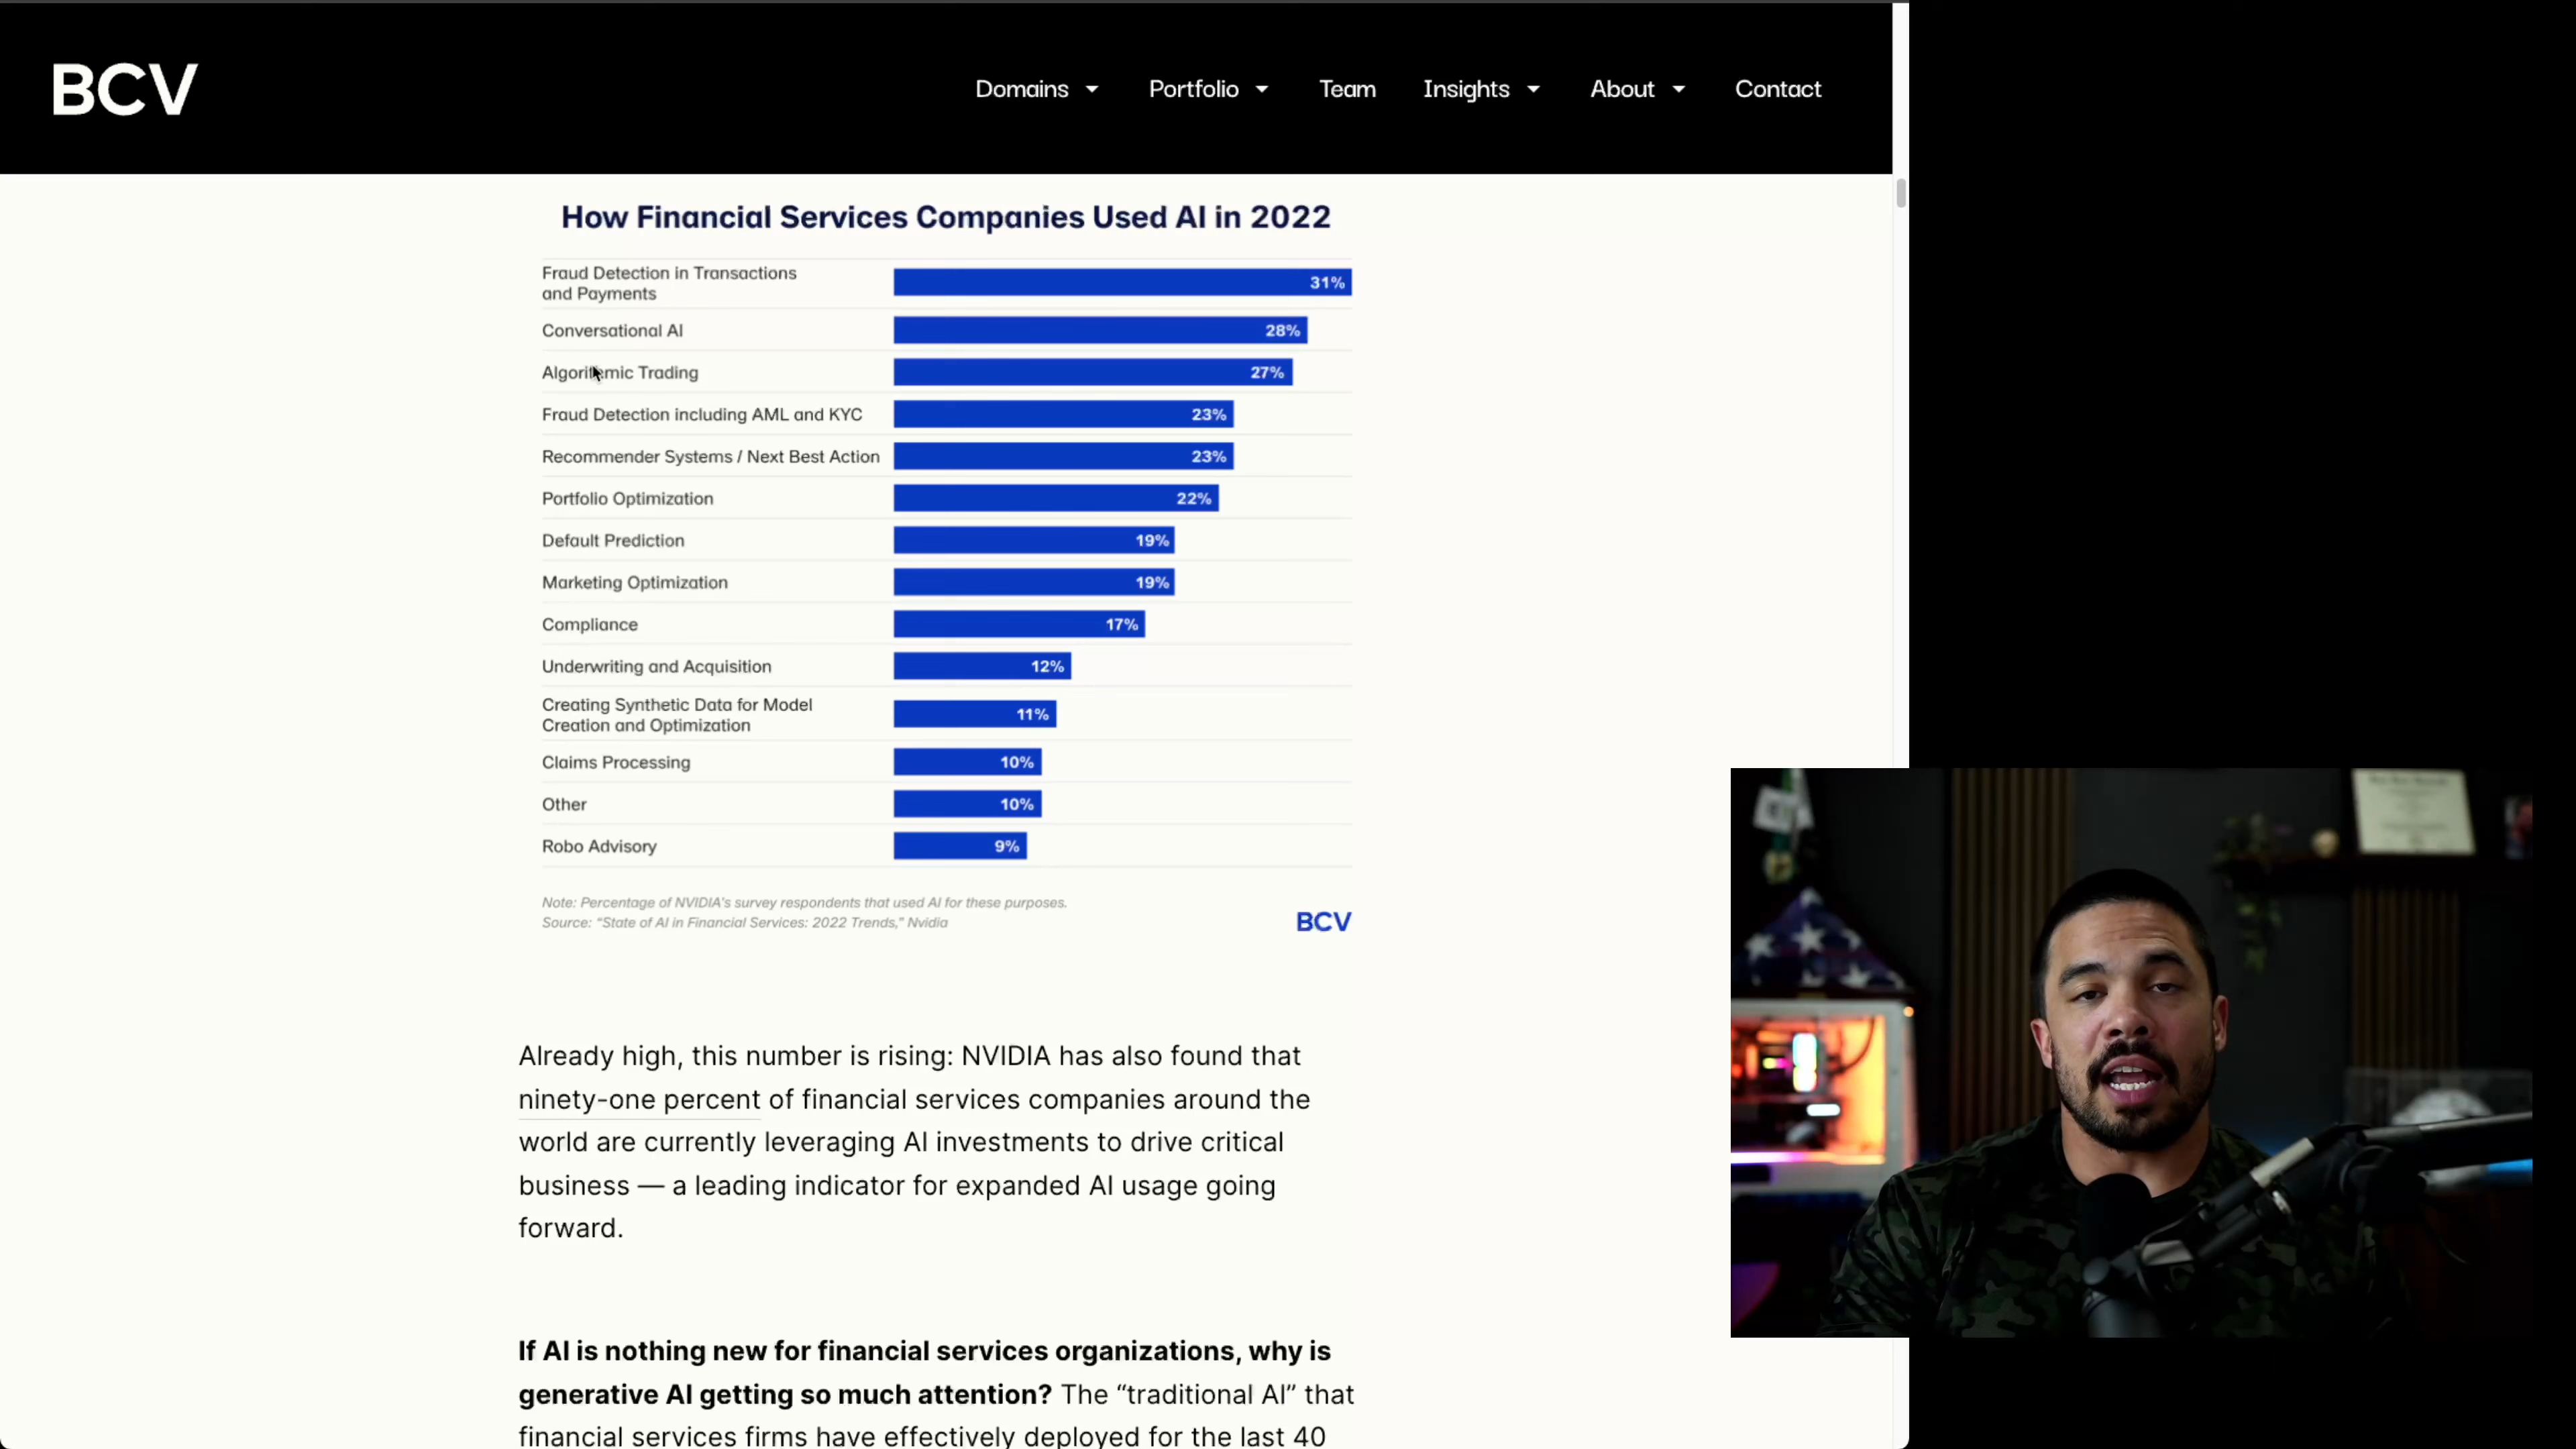 BCV
Domains
Portfolio
Team
Insights
About
Contact
How Financial Services Companies Used AI in 2022
Fraud Detection in Transactions
and Payments
31%
Conversational AI
28%
Algorithmic Trading
27%
Fraud Detection including AML and KYC
23%
Recommender Systems / Next Best Action
23%
Portfolio Optimization
22%
Default Prediction
19%
Marketing Optimization
19%
Compliance
17%
Underwriting and Acquisition
12%
Creating Synthetic Data for Model
Creation and Optimization
11%
Claims Processing
10%
Other
10%
Robo Advisory
9%
Note: Percentage of NVIDIA's survey respondents that used AI for these purposes.
Source: "State of AI in Financial Services: 2022 Trends," Nvidia
BCV
Already high, this number is rising: NVIDIA has also found that
ninety-one percent of financial services companies around the
world are currently leveraging AI investments to drive critical
business — a leading indicator for expanded AI usage going
forward.
If AI is nothing new for financial services organizations, why is
generative AI getting so much attention? The “traditional AI” that
financial services firms have effectively deployed for the last 40